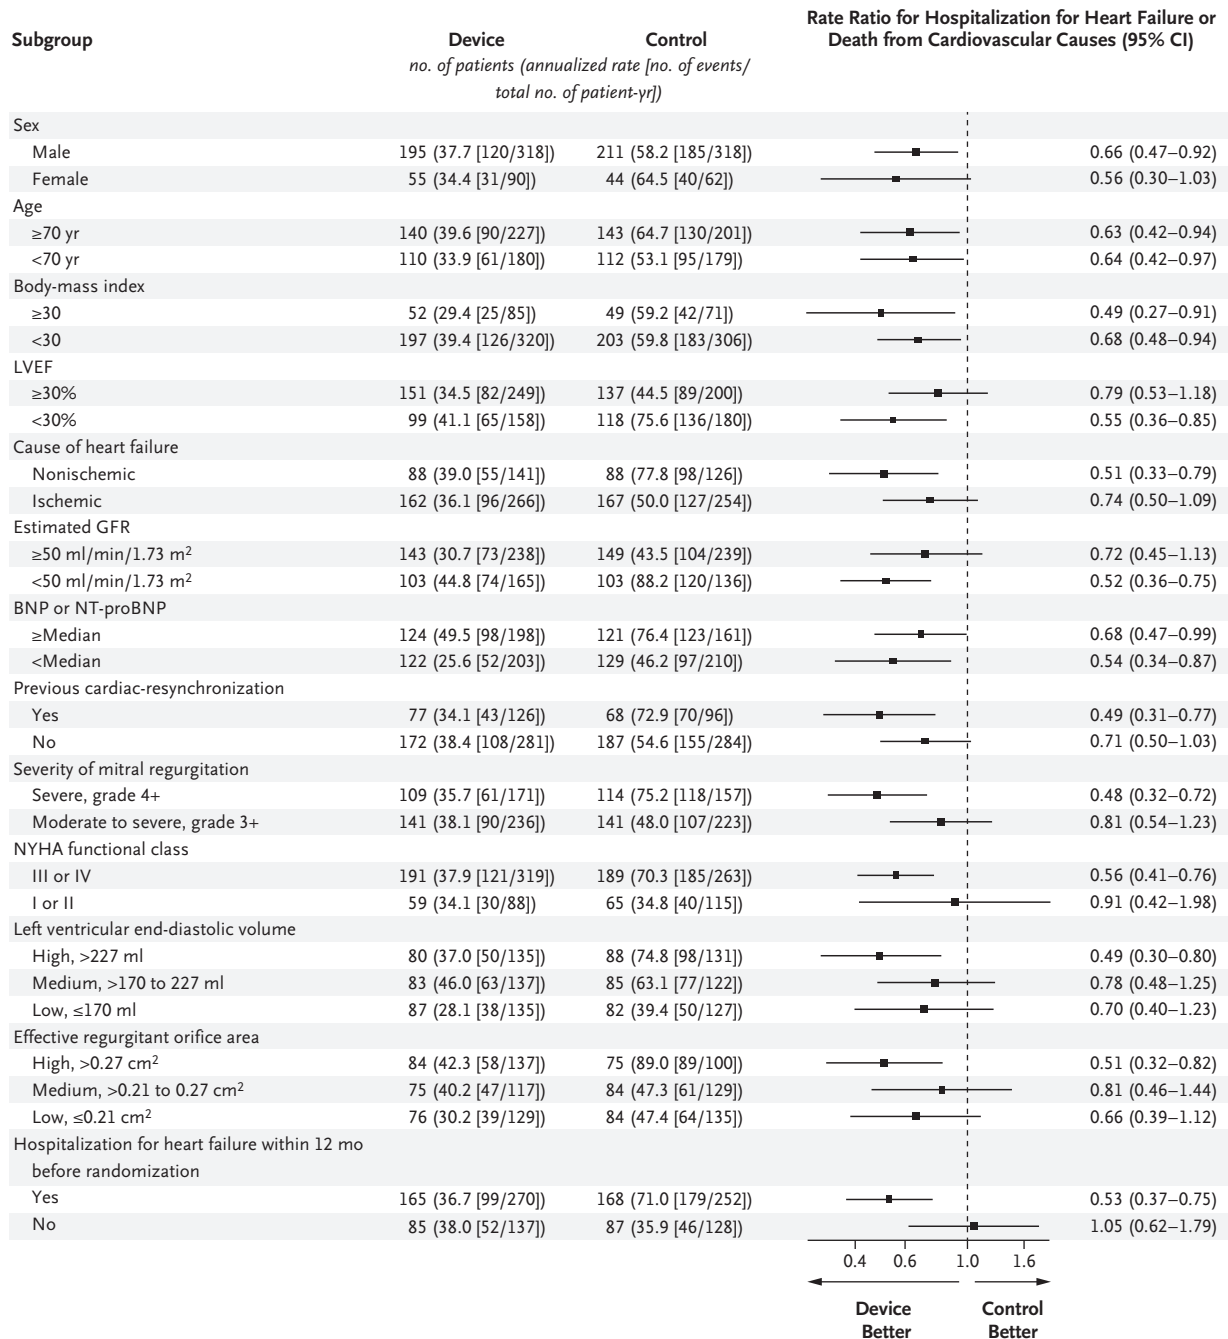 Rate Ratio for Hospitalization for Heart Failure or
Subgroup Device Control Death from Cardiovascular Causes (95% CI)
no. of patients (annualized rate [no. of events/
total no. of patient-yr])
Sex
Male 195 (37.7 [120/318]) 211 (58.2 [185/318]) 0.66 (0.47–0.92)
Female 55 (34.4 [31/90]) 44 (64.5 [40/62]) 0.56 (0.30–1.03)
Age
≥70 yr 140 (39.6 [90/227]) 143 (64.7 [130/201]) 0.63 (0.42–0.94)
<70 yr 110 (33.9 [61/180]) 112 (53.1 [95/179]) 0.64 (0.42–0.97)
Body-mass index
≥30 52 (29.4 [25/85]) 49 (59.2 [42/71]) 0.49 (0.27–0.91)
<30 197 (39.4 [126/320]) 203 (59.8 [183/306]) 0.68 (0.48–0.94)
LVEF
≥30% 151 (34.5 [82/249]) 137 (44.5 [89/200]) 0.79 (0.53–1.18)
<30% 99 (41.1 [65/158]) 118 (75.6 [136/180]) 0.55 (0.36–0.85)
Cause of heart failure
Nonischemic 88 (39.0 [55/141]) 88 (77.8 [98/126]) 0.51 (0.33–0.79)
Ischemic 162 (36.1 [96/266]) 167 (50.0 [127/254]) 0.74 (0.50–1.09)
Estimated GFR
≥50 ml/min/1.73 m² 143 (30.7 [73/238]) 149 (43.5 [104/239]) 0.72 (0.45–1.13)
<50 ml/min/1.73 m² 103 (44.8 [74/165]) 103 (88.2 [120/136]) 0.52 (0.36–0.75)
BNP or NT-proBNP
≥Median 124 (49.5 [98/198]) 121 (76.4 [123/161]) 0.68 (0.47–0.99)
<Median 122 (25.6 [52/203]) 129 (46.2 [97/210]) 0.54 (0.34–0.87)
Previous cardiac-resynchronization
Yes 77 (34.1 [43/126]) 68 (72.9 [70/96]) 0.49 (0.31–0.77)
No 172 (38.4 [108/281]) 187 (54.6 [155/284]) 0.71 (0.50–1.03)
Severity of mitral regurgitation
Severe, grade 4+ 109 (35.7 [61/171]) 114 (75.2 [118/157]) 0.48 (0.32–0.72)
Moderate to severe, grade 3+ 141 (38.1 [90/236]) 141 (48.0 [107/223]) 0.81 (0.54–1.23)
NYHA functional class
III or IV 191 (37.9 [121/319]) 189 (70.3 [185/263]) 0.56 (0.41–0.76)
I or II 59 (34.1 [30/88]) 65 (34.8 [40/115]) 0.91 (0.42–1.98)
Left ventricular end-diastolic volume
High, >227 ml 80 (37.0 [50/135]) 88 (74.8 [98/131]) 0.49 (0.30–0.80)
Medium, >170 to 227 ml 83 (46.0 [63/137]) 85 (63.1 [77/122]) 0.78 (0.48–1.25)
Low, ≤170 ml 87 (28.1 [38/135]) 82 (39.4 [50/127]) 0.70 (0.40–1.23)
Effective regurgitant orifice area
High, >0.27 cm² 84 (42.3 [58/137]) 75 (89.0 [89/100]) 0.51 (0.32–0.82)
Medium, >0.21 to 0.27 cm² 75 (40.2 [47/117]) 84 (47.3 [61/129]) 0.81 (0.46–1.44)
Low, ≤0.21 cm² 76 (30.2 [39/129]) 84 (47.4 [64/135]) 0.66 (0.39–1.12)
Hospitalization for heart failure within 12 mo
before randomization
Yes 165 (36.7 [99/270]) 168 (71.0 [179/252]) 0.53 (0.37–0.75)
No 85 (38.0 [52/137]) 87 (35.9 [46/128]) 1.05 (0.62–1.79)
0.4 0.6 1.0 1.6
Device Control
Better Better